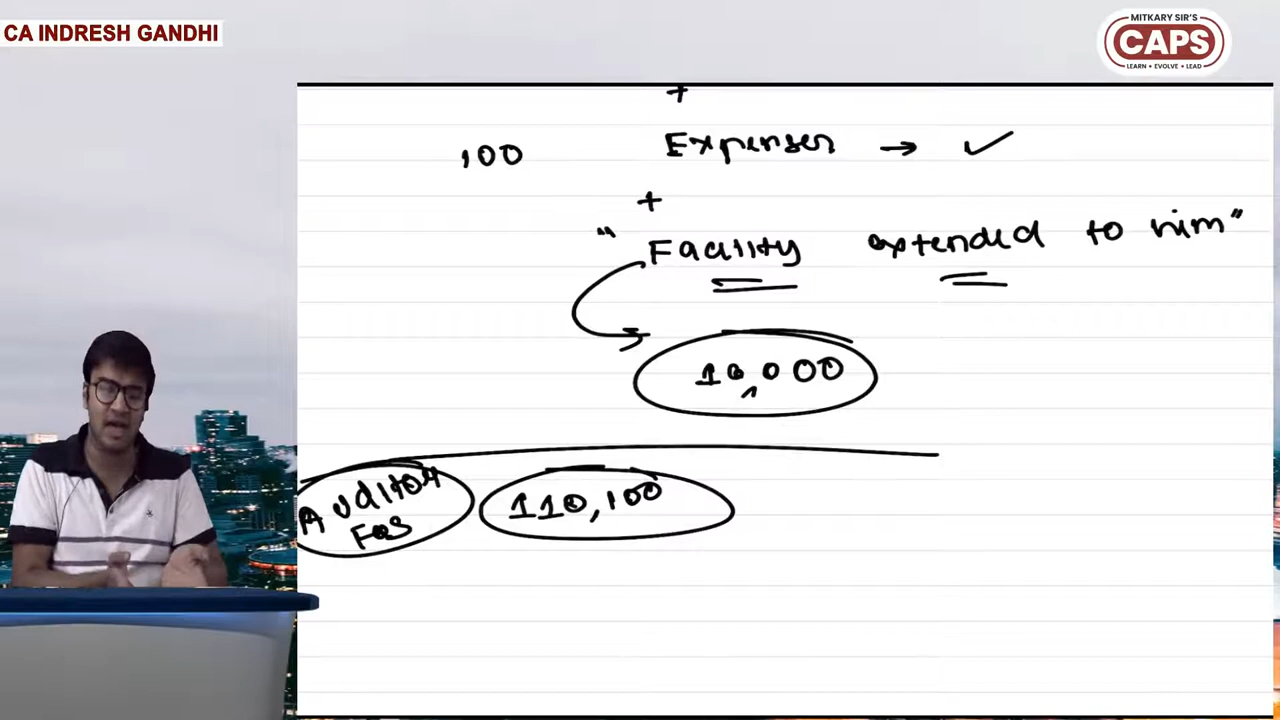 CA INDRESH GANDHI
MITKARY SIR'S
CAPS
LEARN • EVOLVE • LEAD
+
100 Expenses → ✓
+
"Facility extended to him"
10,000
Auditor 110,100
Fees